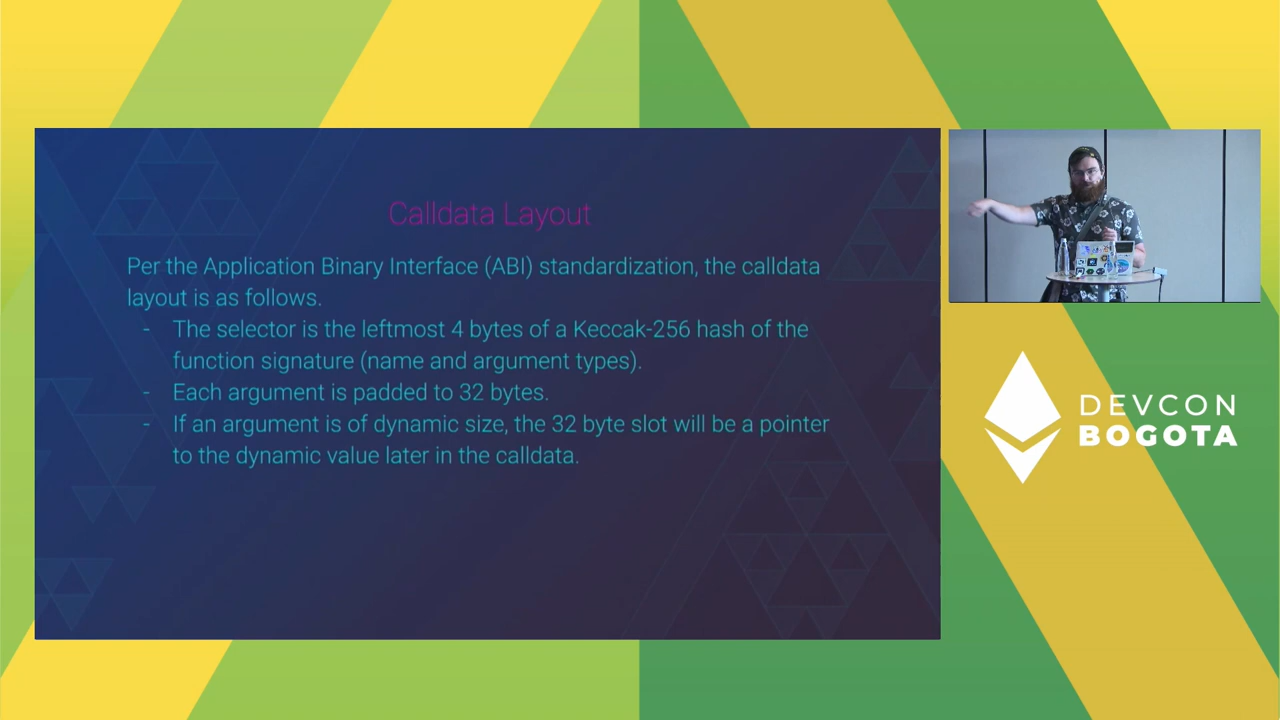 Calldata Layout
Per the Application Binary Interface (ABI) standardization, the calldata
layout is as follows.
- The selector is the leftmost 4 bytes of a Keccak-256 hash of the
function signature (name and argument types).
- Each argument is padded to 32 bytes.
- If an argument is of dynamic size, the 32 byte slot will be a pointer
to the dynamic value later in the calldata.
DEVCON
BOGOTA